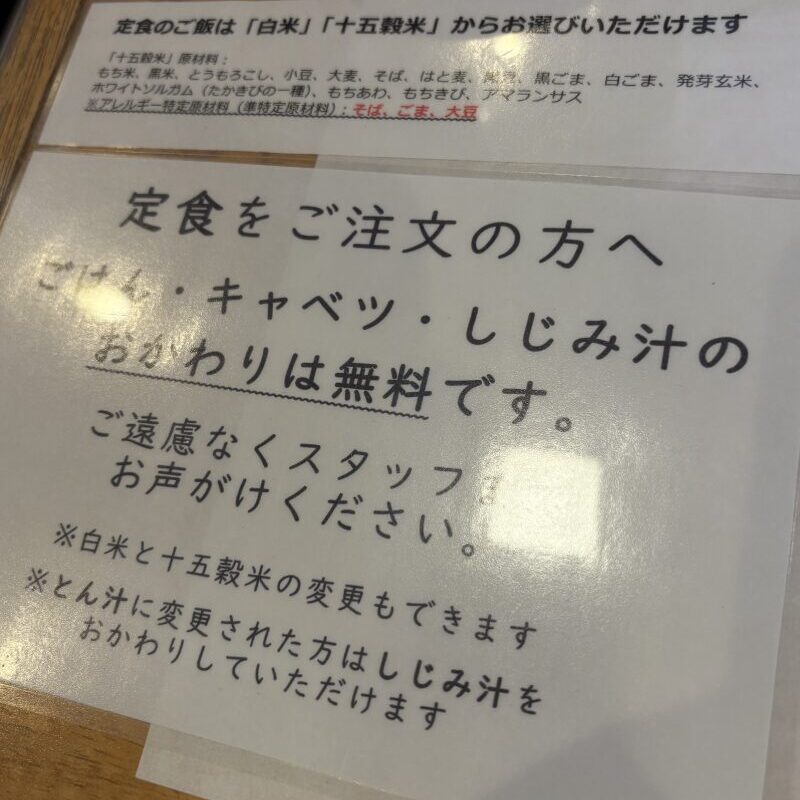 定食のご飯は「白米」「十五穀米」からお選びいただけます
「十五穀米」原材料：
もち米、黒米、とうもろこし、小豆、大麦、そば、はと麦、黒ごま、白ごま、発芽玄米、
ホワイトソルガム（たかきびの一種）、もちあわ、もちきび、アマランサス
※アレルギー特定原材料（準特定原材料）：そば、ごま、大豆
定食をご注文の方へ
ごはん・キャベツ・しじみ汁の
おかわりは無料です。
ご遠慮なくスタッフま
お声がけください。
※白米と十五穀米の変更もできます
※とん汁に変更された方はしじみ汁を
おかわりしていただけます